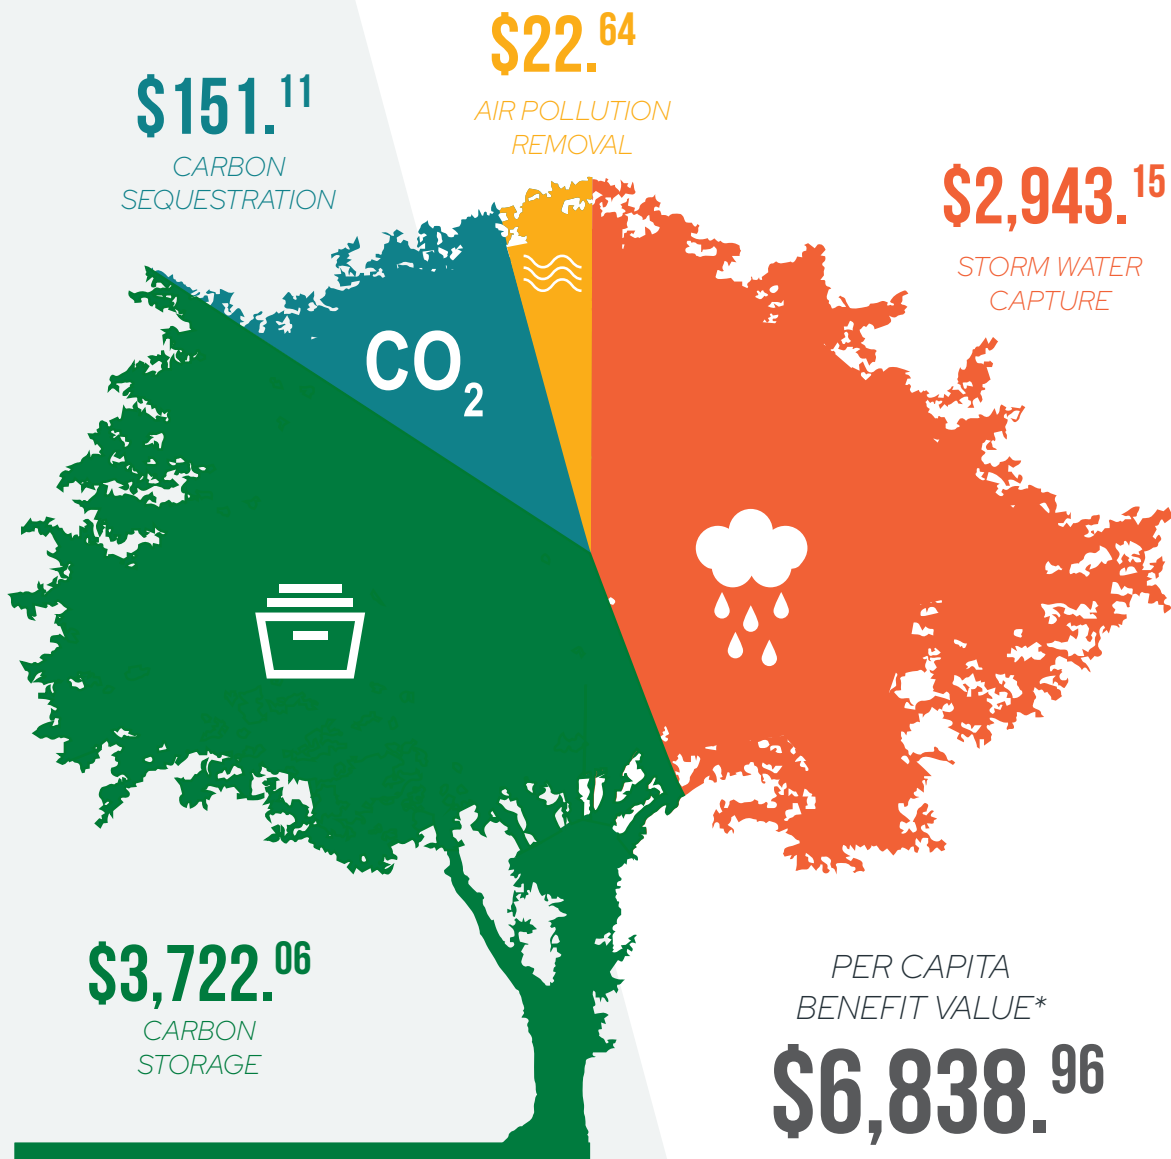 $22.64
AIR POLLUTION
REMOVAL
$151.11
CARBON
SEQUESTRATION
$2,943.15
STORM WATER
CAPTURE
CO2
$3,722.06
CARBON
STORAGE
PER CAPITA
BENEFIT VALUE*
$6,838.96